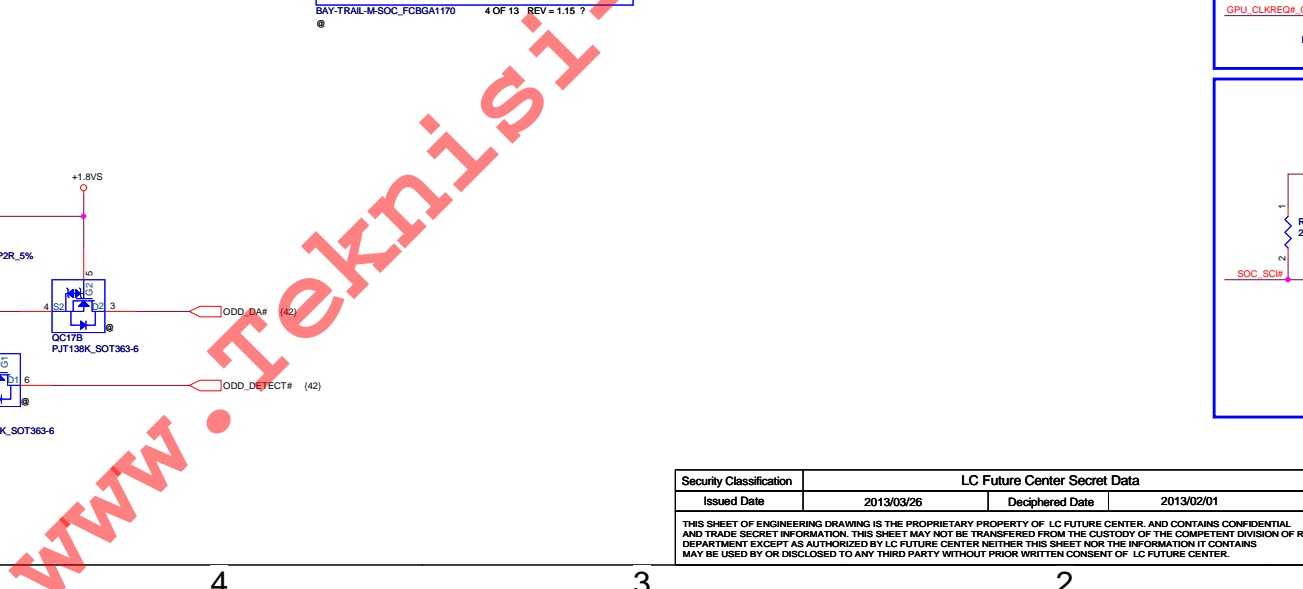 BAY-TRAIL-M-SOC_FCBGA1170 4 OF 13 REV = 1.15 ?
@
GPU_CLKREQ#_
+1.8VS
P2R_5%
5
G2
4 S2 D2 3
@
QC17B
PJT138K_SOT363-6
ODD_DA# {42}
G1
D1 6
@
ODD_DETECT# {42}
K_SOT363-6
1
R
2
2
SOC_SCI#
www.Teknisi-
Security Classification LC Future Center Secret Data
Issued Date 2013/03/26 Deciphered Date 2013/02/01
THIS SHEET OF ENGINEERING DRAWING IS THE PROPRIETARY PROPERTY OF LC FUTURE CENTER. AND CONTAINS CONFIDENTIAL
AND TRADE SECRET INFORMATION. THIS SHEET MAY NOT BE TRANSFERED FROM THE CUSTODY OF THE COMPETENT DIVISION OF R
DEPARTMENT EXCEPT AS AUTHORIZED BY LC FUTURE CENTER NEITHER THIS SHEET NOR THE INFORMATION IT CONTAINS
MAY BE USED BY OR DISCLOSED TO ANY THIRD PARTY WITHOUT PRIOR WRITTEN CONSENT OF LC FUTURE CENTER.
4 3 2